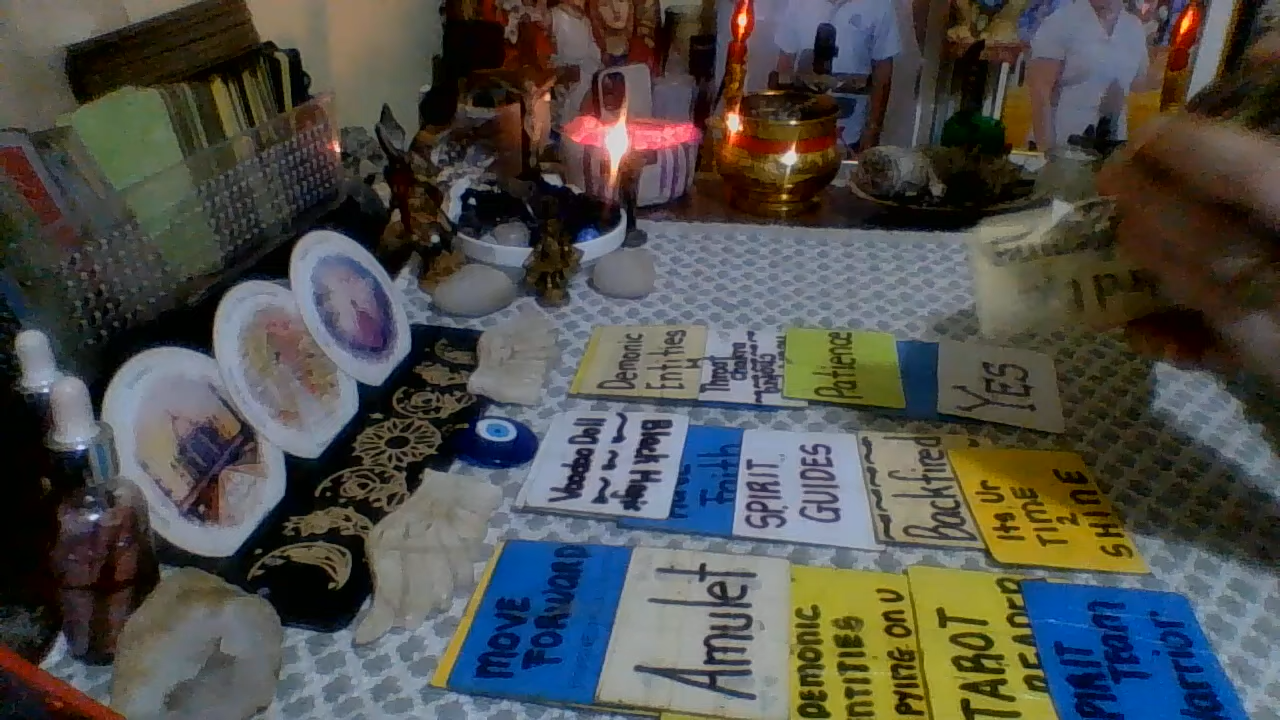 Demonic
Entities
Throat
Chakra
Patience
YES
Voodoo Doll
Black Magic
Have
Faith
SPIRIT
GUIDES
Backfired
Its Ur
TIME
2
SHINE
MOVE
FORWARD
Amulet
DEMONIC
ENTITIES
SPYING ON U
TAROT
READER
SPIRIT
Team
Warrior